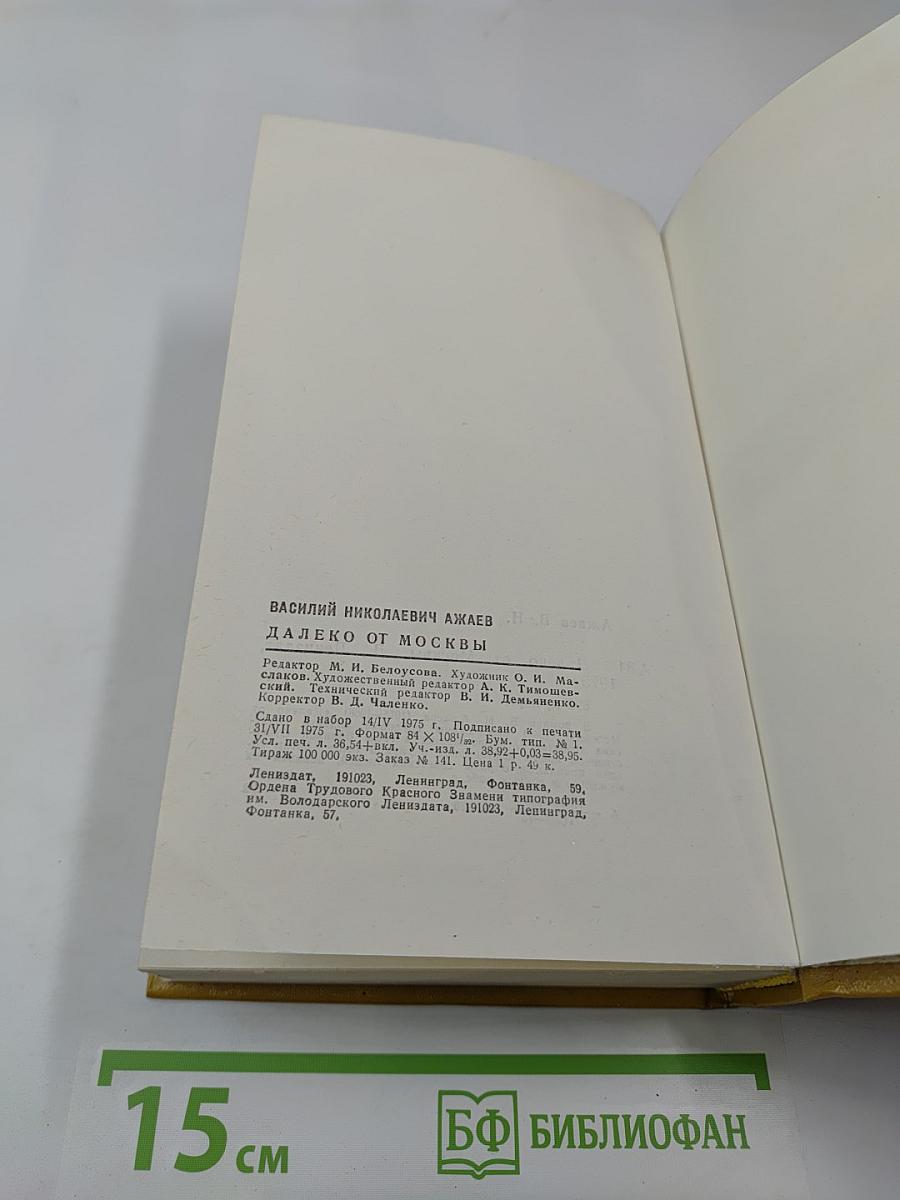 ВАСИЛИЙ НИКОЛАЕВИЧ АЖАЕВ
ДАЛЕКО ОТ МОСКВЫ
Редактор М. И. Белоусова. Художник О. И. Ма-
слаков. Художественный редактор А. К. Тимошев-
ский. Технический редактор В. И. Демьяненко.
Корректор В. Д. Чаленко.
Сдано в набор 14/IV 1975 г. Подписано к печати
31/VII 1975 г. Формат 84 × 108¹/₃₂. Бум. тип. № 1.
Усл. печ. л. 36,54+вкл. Уч.-изд. л. 38,92+0,03=38,95.
Тираж 100 000 экз. Заказ № 141. Цена 1 р. 49 к.
Лениздат, 191023, Ленинград, Фонтанка, 59.
Ордена Трудового Красного Знамени типография
им. Володарского Лениздата, 191023, Ленинград,
Фонтанка, 57.
Ажаев В. Н.
15 см
БФ БИБЛИОФАН